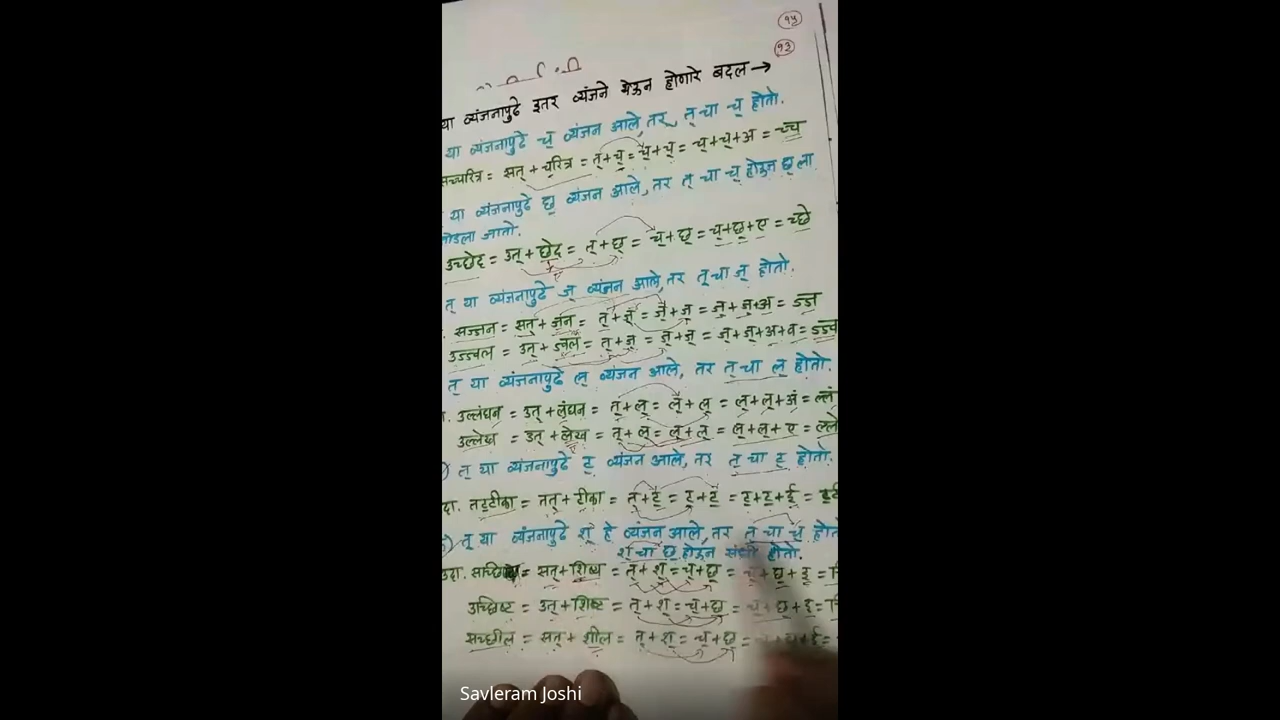 १५
१३
या व्यंजनापुढे इतर व्यंजने येऊन होणारे बदल →
या व्यंजनापुढे च् व्यंजन आले, तर त् चा च् होतो.
सच्चरित्र = सत् + चरित्र = त्+च् = च्+च् = च्+च्+अ = च्च
या व्यंजनापुढे छ् व्यंजन आले, तर त् चा च् होऊन छ् ला
जोडला जातो.
उच्छेद = उत् + छेद = त्+छ् = च्+छ् = च्+छ्+ए = च्छे
त् या व्यंजनापुढे ज् व्यंजन आले, तर त् चा ज् होतो.
सज्जन = सत् + जन = त् + ज् = ज् + ज् = ज् + ज्+अ = ज्ज
उज्ज्वल = उत् + ज्वल = त् + ज् = ज् + ज् = ज्+ज्+अ+व = ज्ज्व
त् या व्यंजनापुढे ल् व्यंजन आले, तर त् चा ल् होतो.
उल्लंघन = उत् + लंघन = त् + ल् = ल् + ल् = ल् + ल् + अं = ल्लं
उल्लेख = उत् + लेख = त् + ल् = ल् + ल् = ल् + ल् + ए = ल्ले
त् या व्यंजनापुढे ट् व्यंजन आले, तर त् चा ट् होतो.
दा. तट्टीका = तत् + टीका = त् + ट् = ट् + ट् = ट् + ट् + ई =
त् या व्यंजनापुढे श् हे व्यंजन आले, तर त् चा च्
श् चा छ् होऊन संधी होतो.
उदा. = सत् + शिष्य = त् + श् = च् + छ् = + छ् + इ =
उच्छिष्ट = उत् + शिष्ट = त् + श् = च् + छ् = च् + छ् + इ =
सच्छील = सत् + शील = त् + श् = च् + छ् =
Savleram Joshi